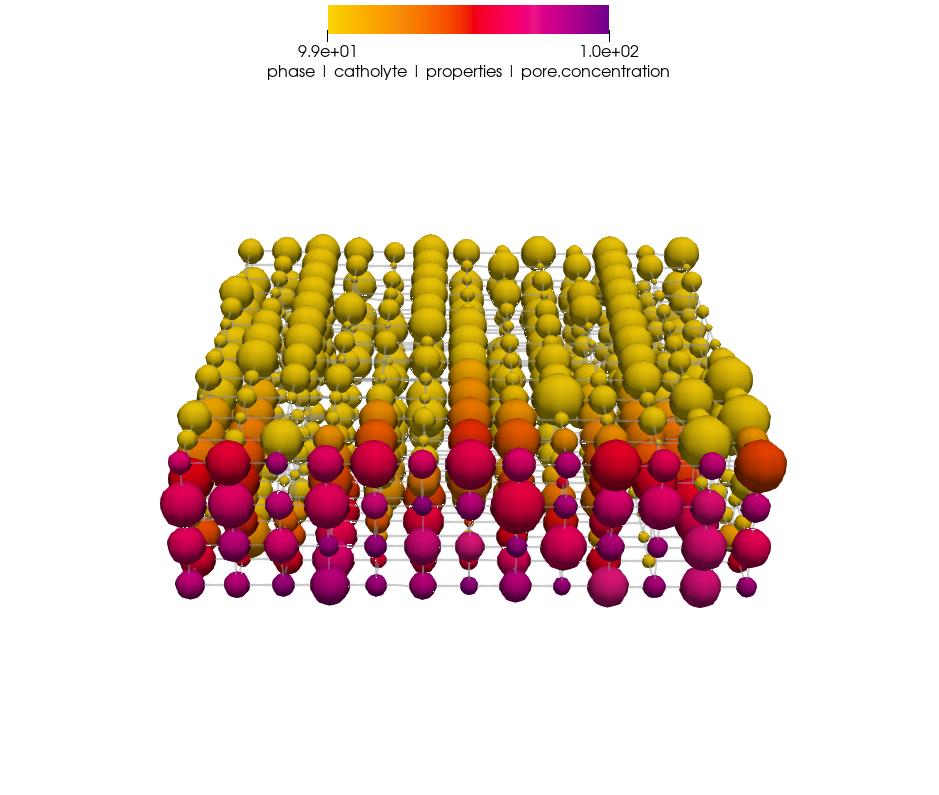 9.9e+01 1.0e+02
phase | catholyte | properties | pore.concentration